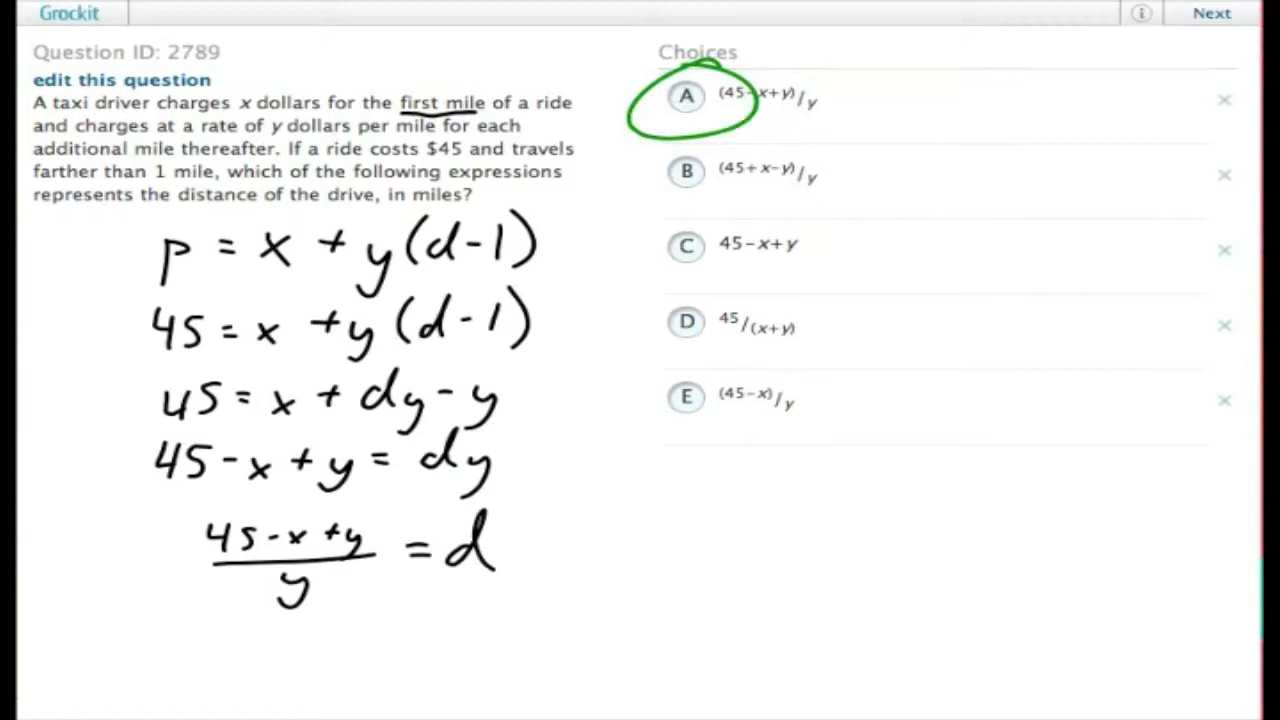 Grockit
Next
Question ID: 2789
edit this question
A taxi driver charges x dollars for the first mile of a ride
and charges at a rate of y dollars per mile for each
additional mile thereafter. If a ride costs $45 and travels
farther than 1 mile, which of the following expressions
represents the distance of the drive, in miles?
p = x + y(d-1)
45 = x + y(d-1)
45 = x + dy - y
45 - x + y = dy
45 - x + y / y = d
Choices
A (45-x+y)/y
B (45+x-y)/y
C 45-x+y
D 45/(x+y)
E (45-x)/y